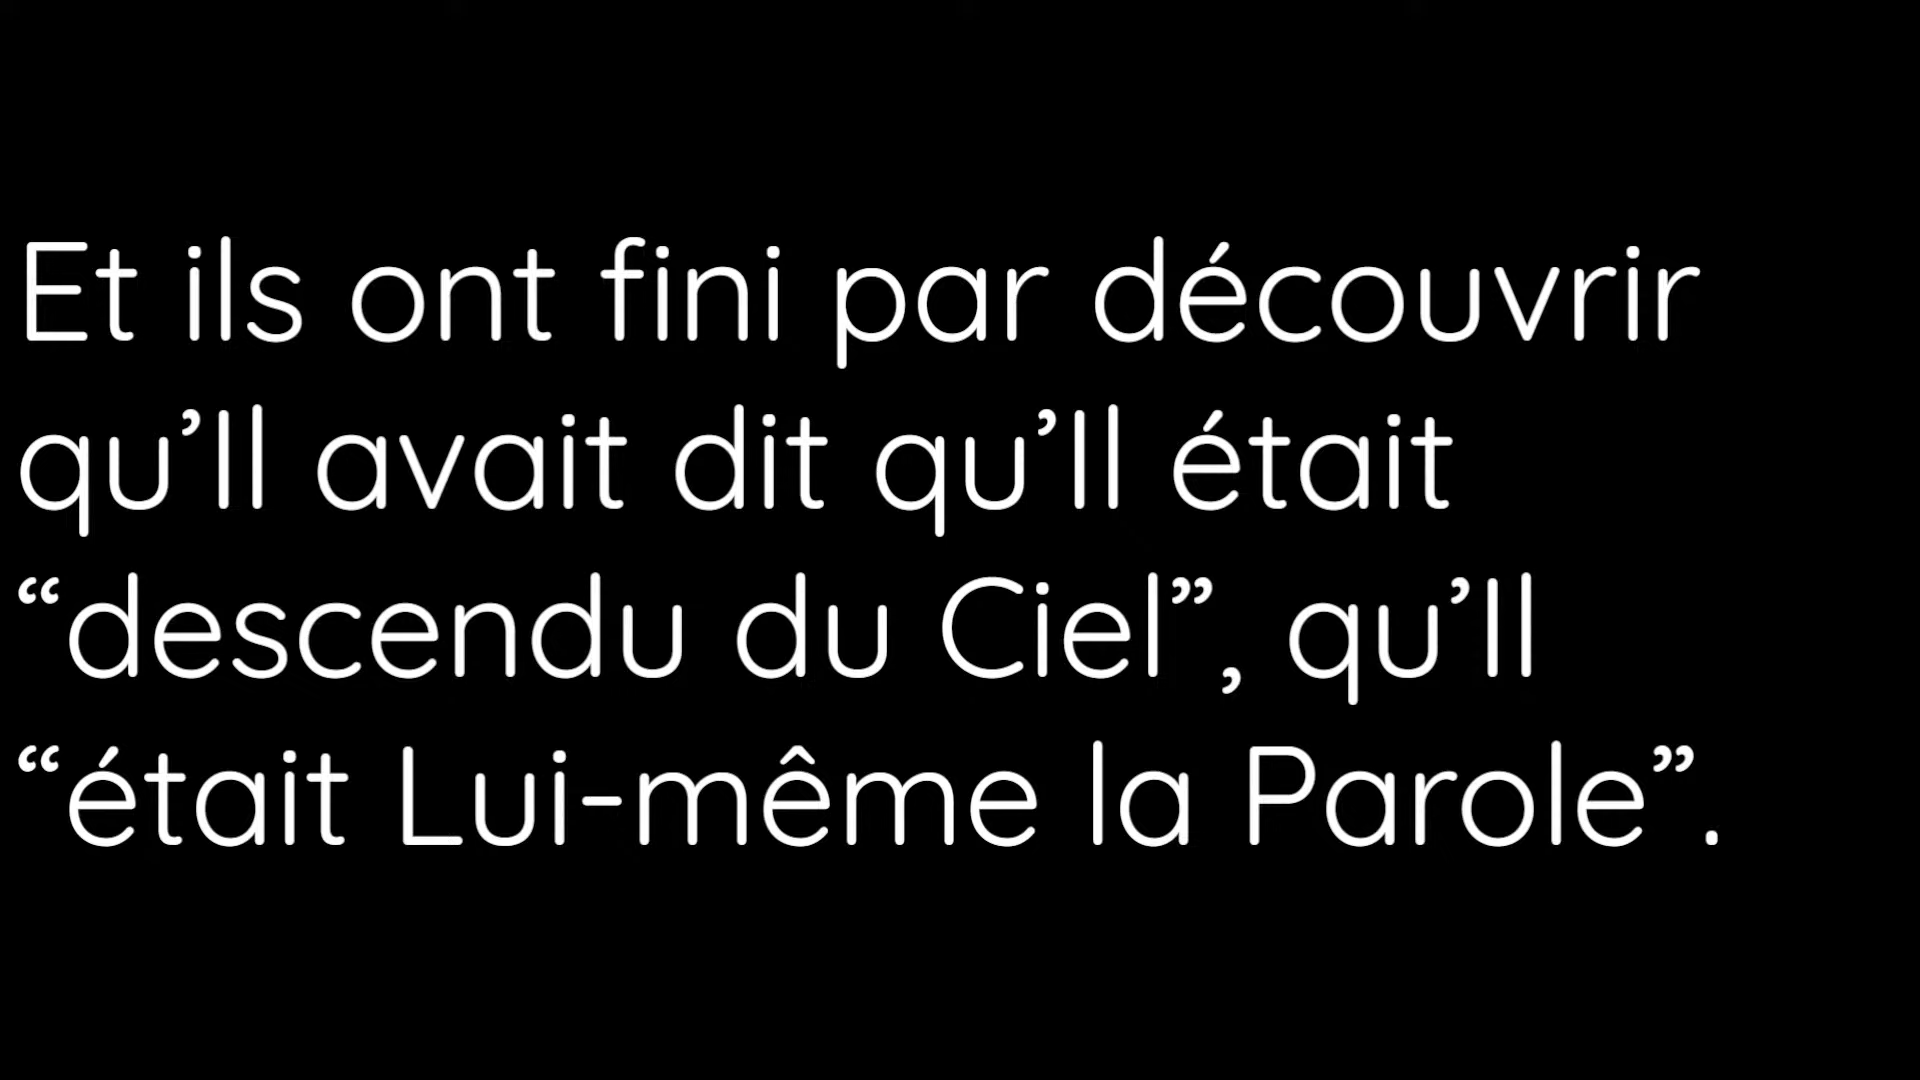 Et ils ont fini par découvrir
qu’Il avait dit qu’Il était
“descendu du Ciel”, qu’Il
“était Lui-même la Parole”.